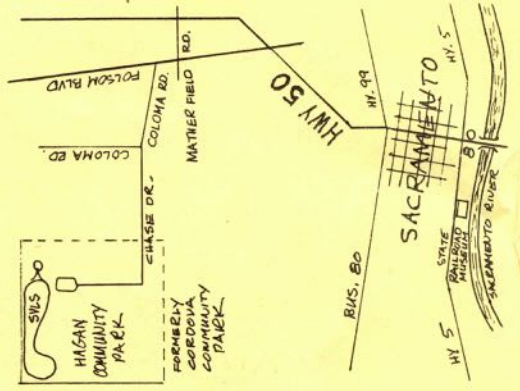 SVLS
HAGAN
COMMUNITY
PARK
FORMERLY
CORDOVA
COMMUNITY
PARK
CHASE DR.
COLOMA RD.
COLOMA RD.
FOLSOM BLVD
MATHER FIELD RD.
HWY 50
BUS. 80
HY. 99
SACRAMENTO
HY. 5
80
STATE
RAILROAD
MUSEUM
HY 5
SACRAMENTO RIVER